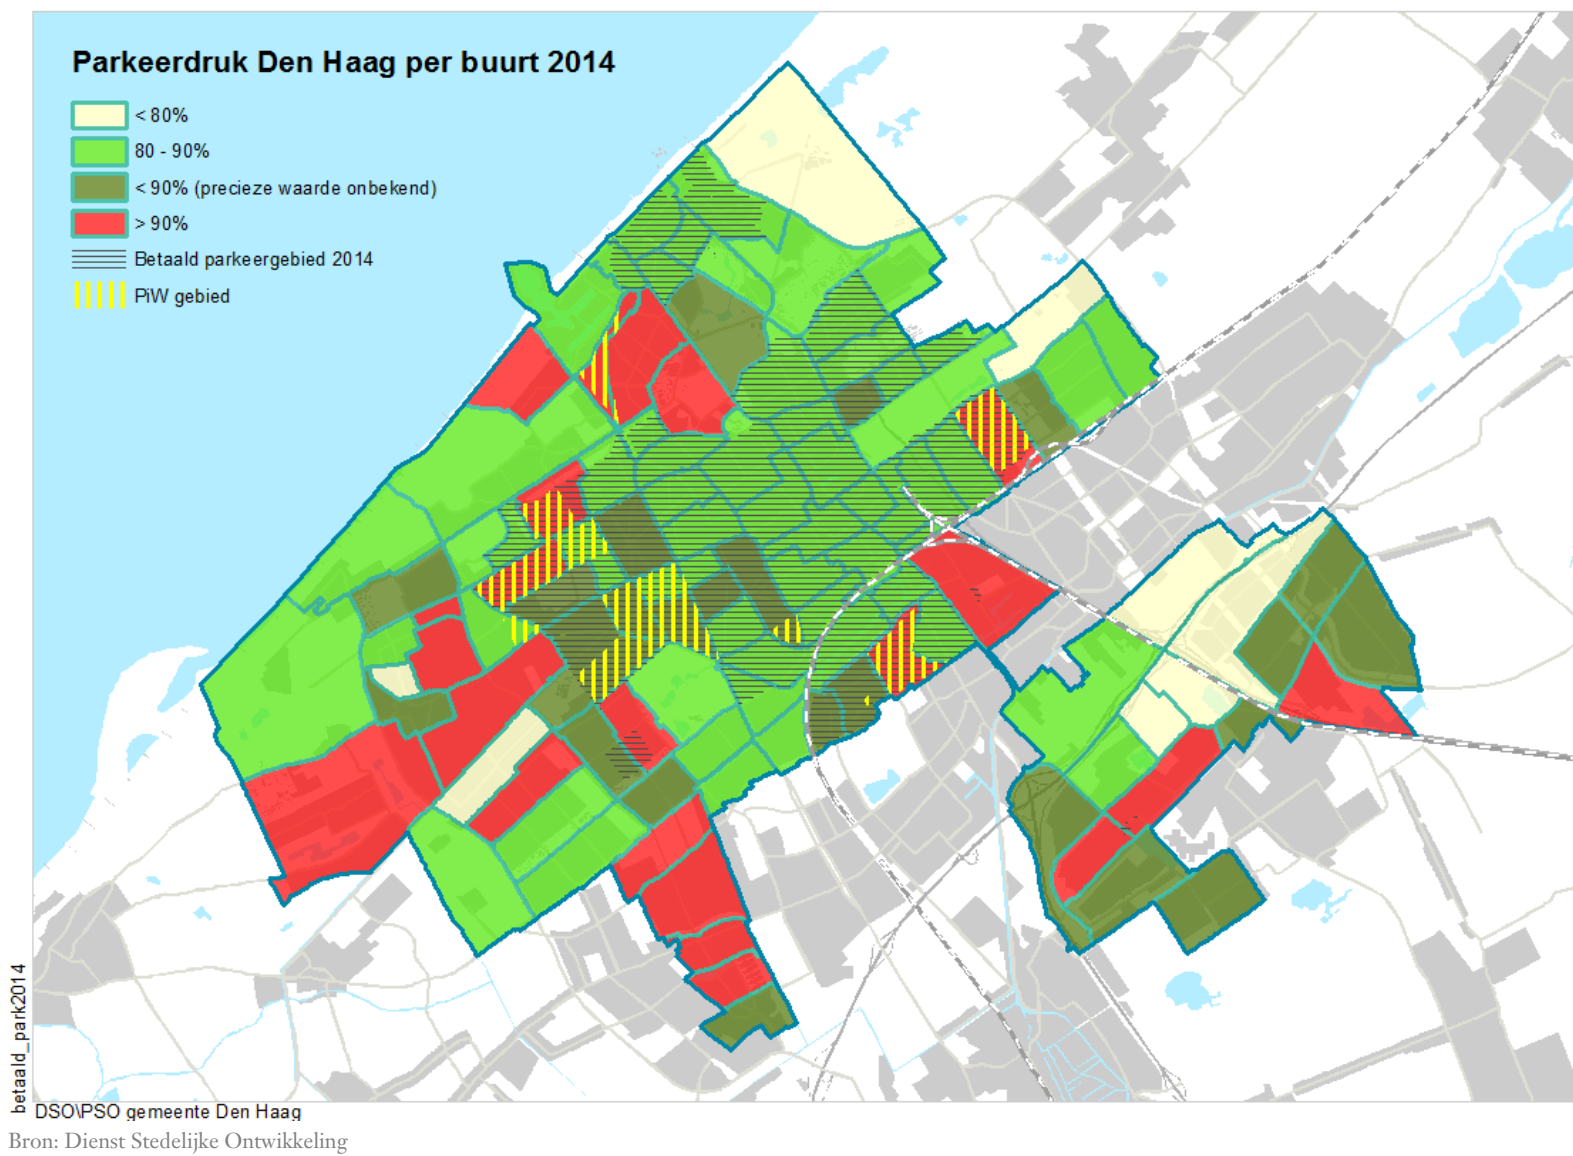 Parkeerdruk Den Haag per buurt 2014
< 80%
80 - 90%
< 90% (precieze waarde onbekend)
> 90%
Betaald parkeergebied 2014
PiW gebied
betaald_park2014
DSO\PSO gemeente Den Haag
Bron: Dienst Stedelijke Ontwikkeling